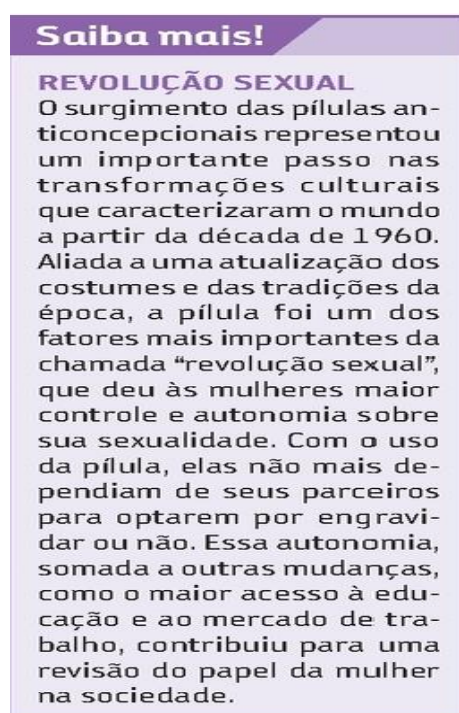 Saiba mais!
REVOLUÇÃO SEXUAL
O surgimento das pílulas an-
ticoncepcionais representou
um importante passo nas
transformações culturais
que caracterizaram o mundo
a partir da década de 1960.
Aliada a uma atualização dos
costumes e das tradições da
época, a pílula foi um dos
fatores mais importantes da
chamada “revolução sexual”,
que deu às mulheres maior
controle e autonomia sobre
sua sexualidade. Com o uso
da pílula, elas não mais de-
pendiam de seus parceiros
para optarem por engravi-
dar ou não. Essa autonomia,
somada a outras mudanças,
como o maior acesso à edu-
cação e ao mercado de tra-
balho, contribuiu para uma
revisão do papel da mulher
na sociedade.